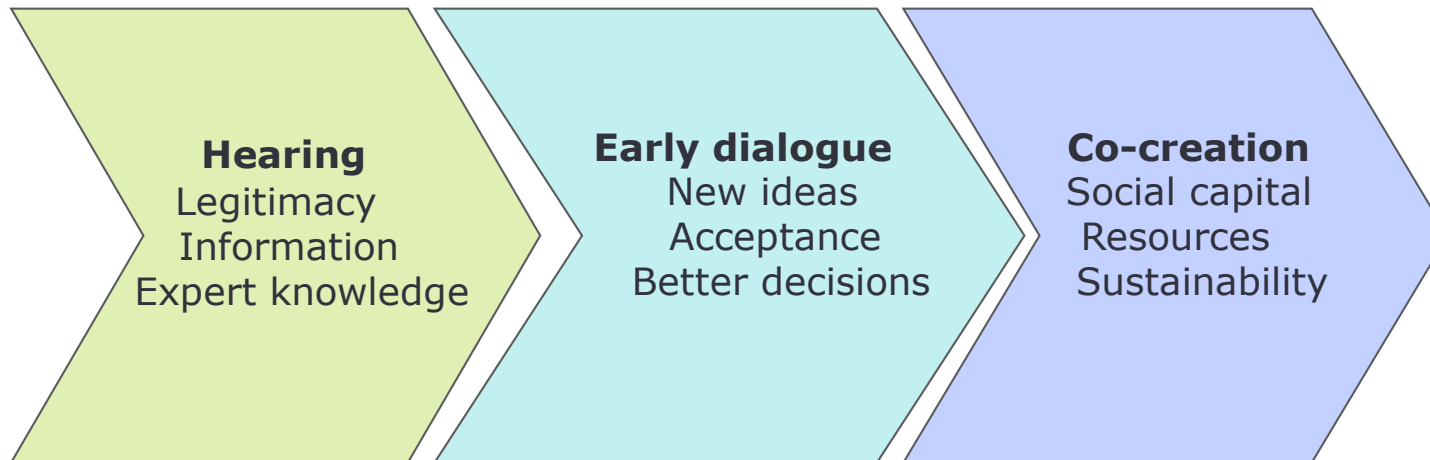 Hearing
Legitimacy
Information
Expert knowledge
Early dialogue
New ideas
Acceptance
Better decisions
Co-creation
Social capital
Resources
Sustainability